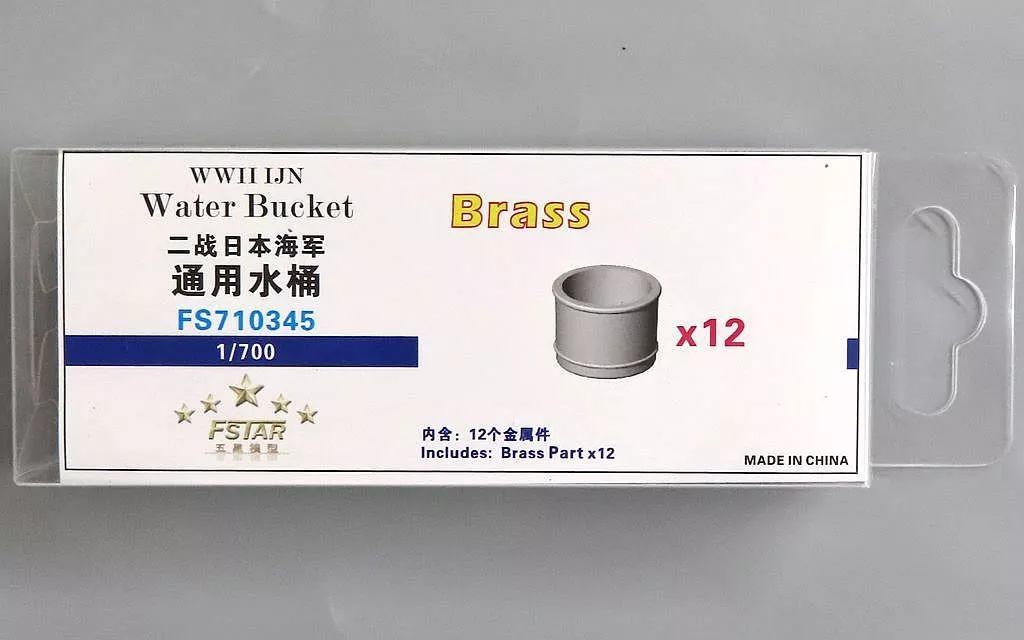 WWII IJN
Water Bucket
二战日本海军
通用水桶
FS710345
1/700
FSTAR
五星模型
Brass
x12
内含: 12个金属件
Includes: Brass Part x12
MADE IN CHINA